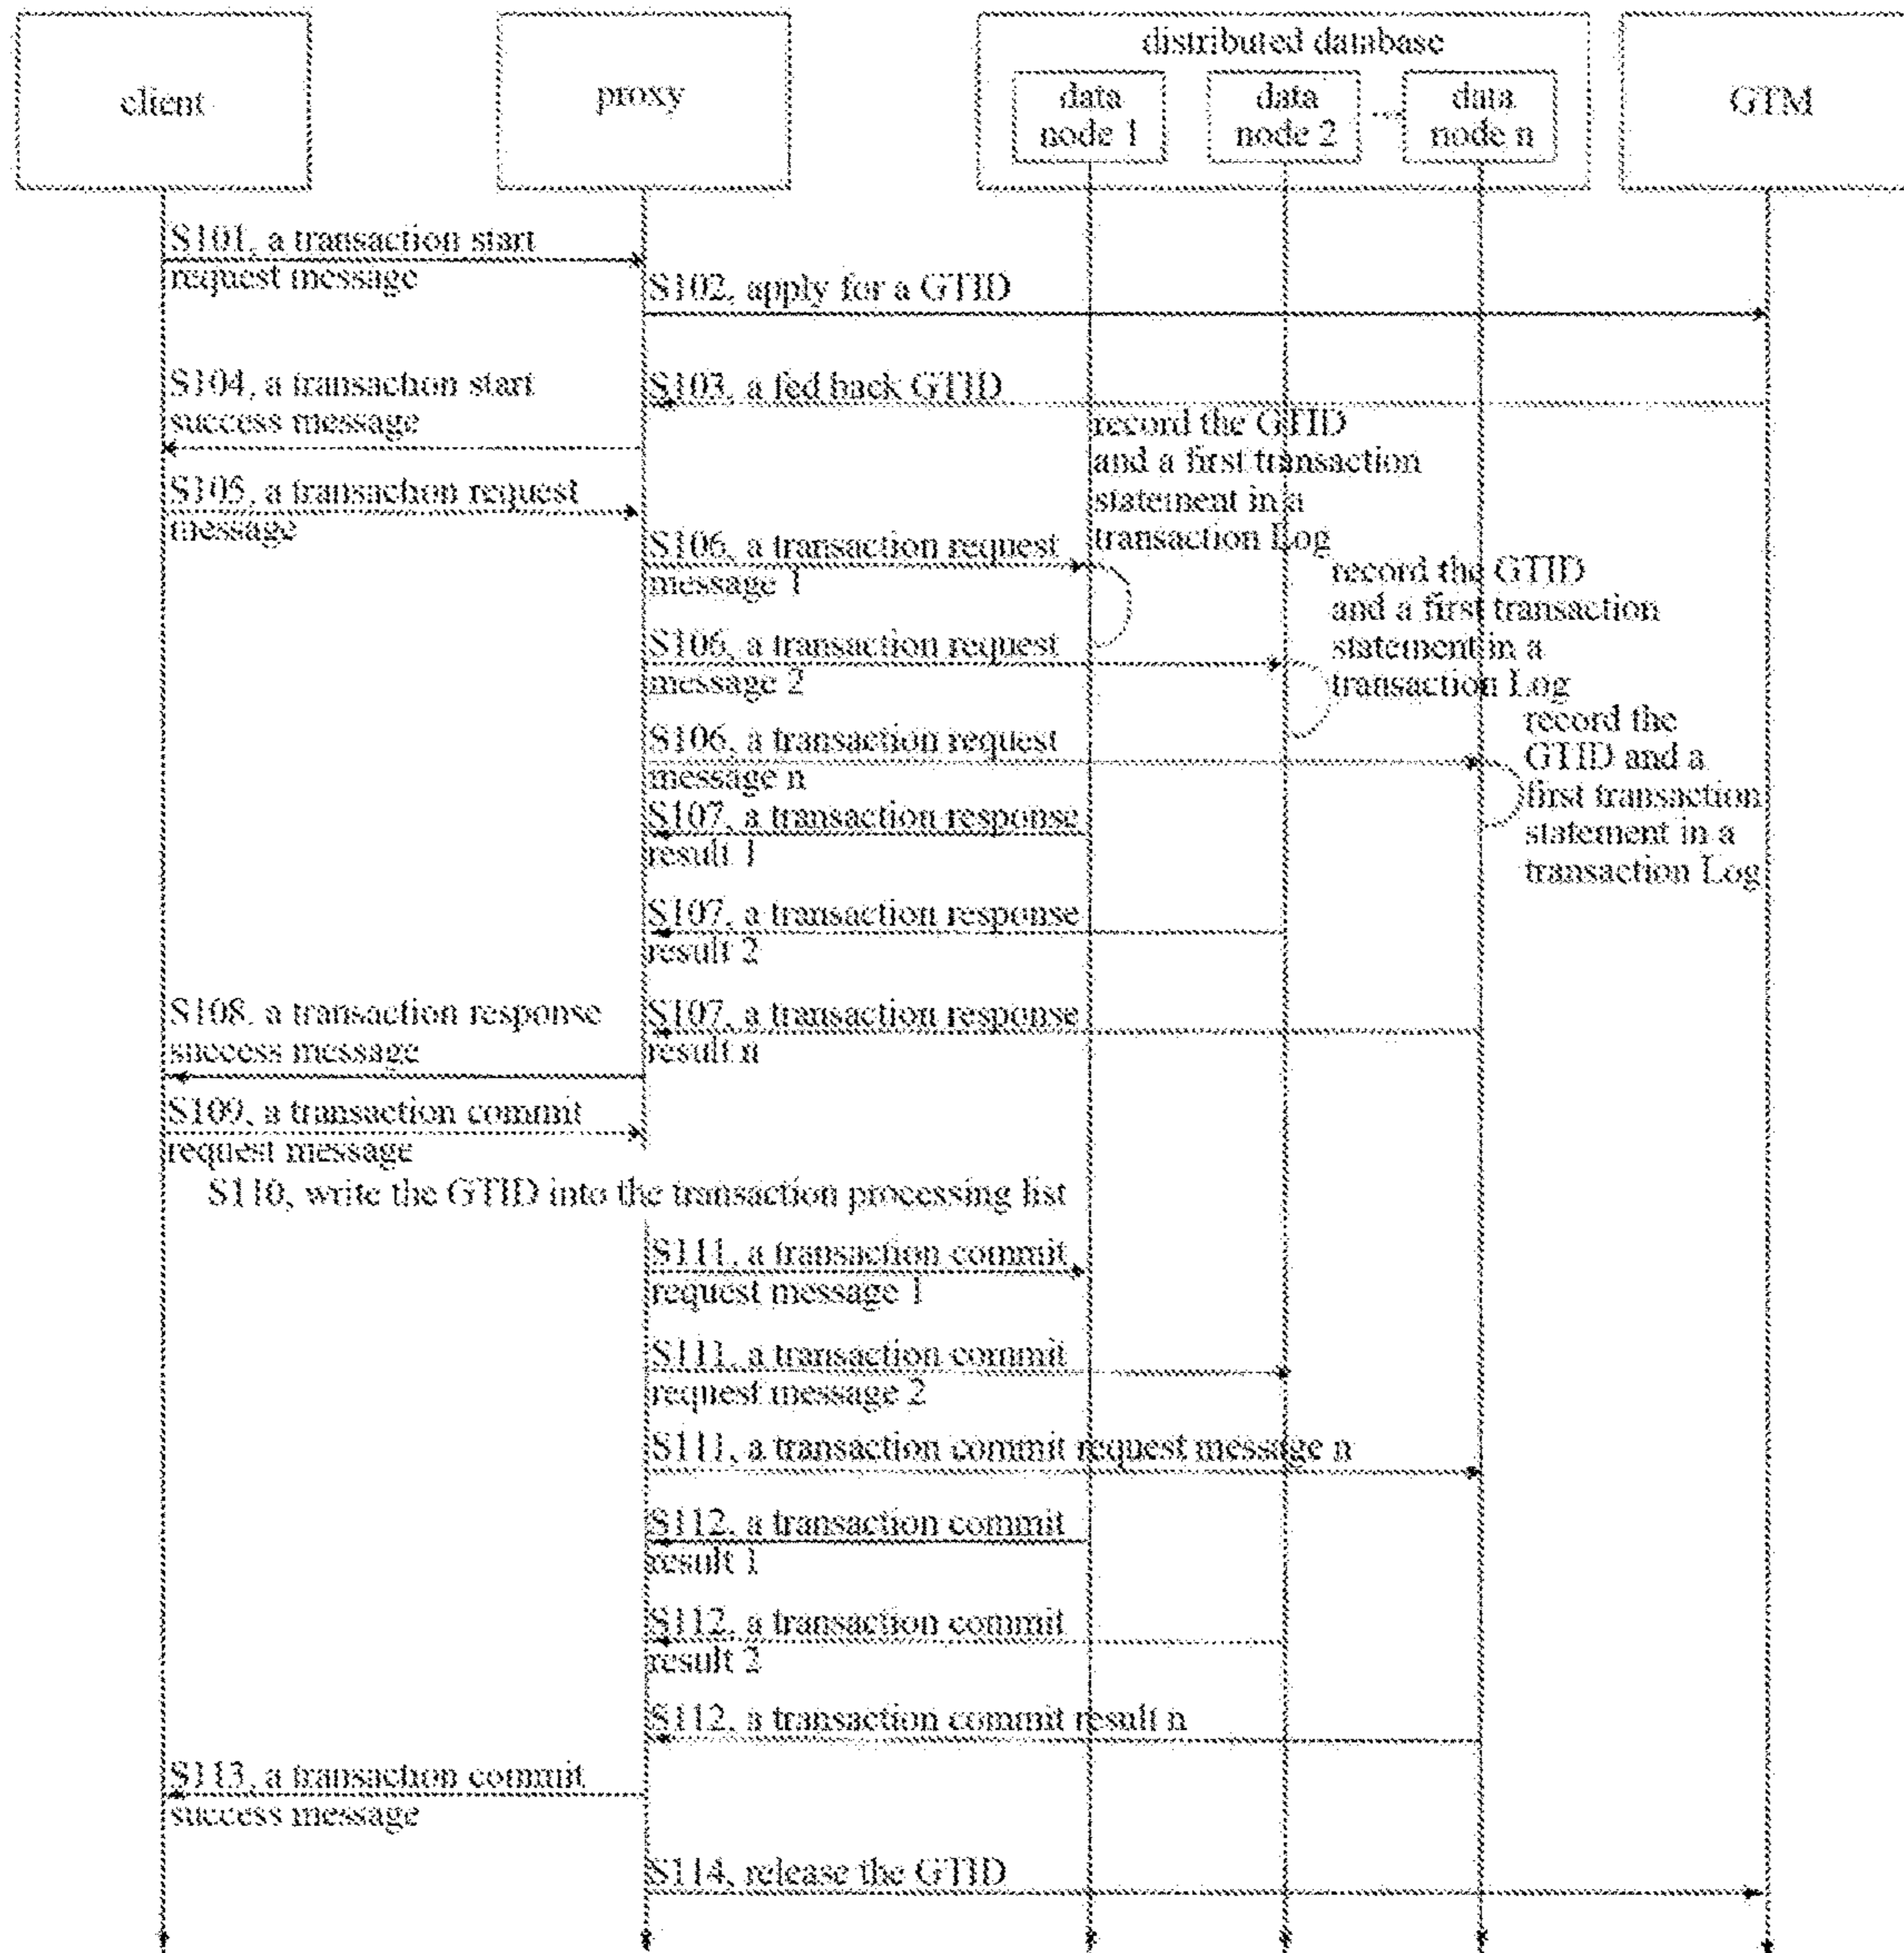 client
proxy
distributed database
data
node 1
data
node 2
...
data
node n
GTM
S101, a transaction start
request message
S102, apply for a GTID
S103, a fed back GTID
S104, a transaction start
success message
S105, a transaction request
message
record the GTID
and a first transaction
statement in a
transaction Log
S106, a transaction request
message 1
record the GTID
and a first transaction
statement in a
transaction Log
S106, a transaction request
message 2
record the
GTID and a
first transaction
statement in a
transaction Log
S106, a transaction request
message n
S107, a transaction response
result 1
S107, a transaction response
result 2
S107, a transaction response
result n
S108, a transaction response
success message
S109, a transaction commit
request message
S110, write the GTID into the transaction processing list
S111, a transaction commit
request message 1
S111, a transaction commit
request message 2
S111, a transaction commit request message n
S112, a transaction commit
result 1
S112, a transaction commit
result 2
S112, a transaction commit result n
S113, a transaction commit
success message
S114, release the GTID